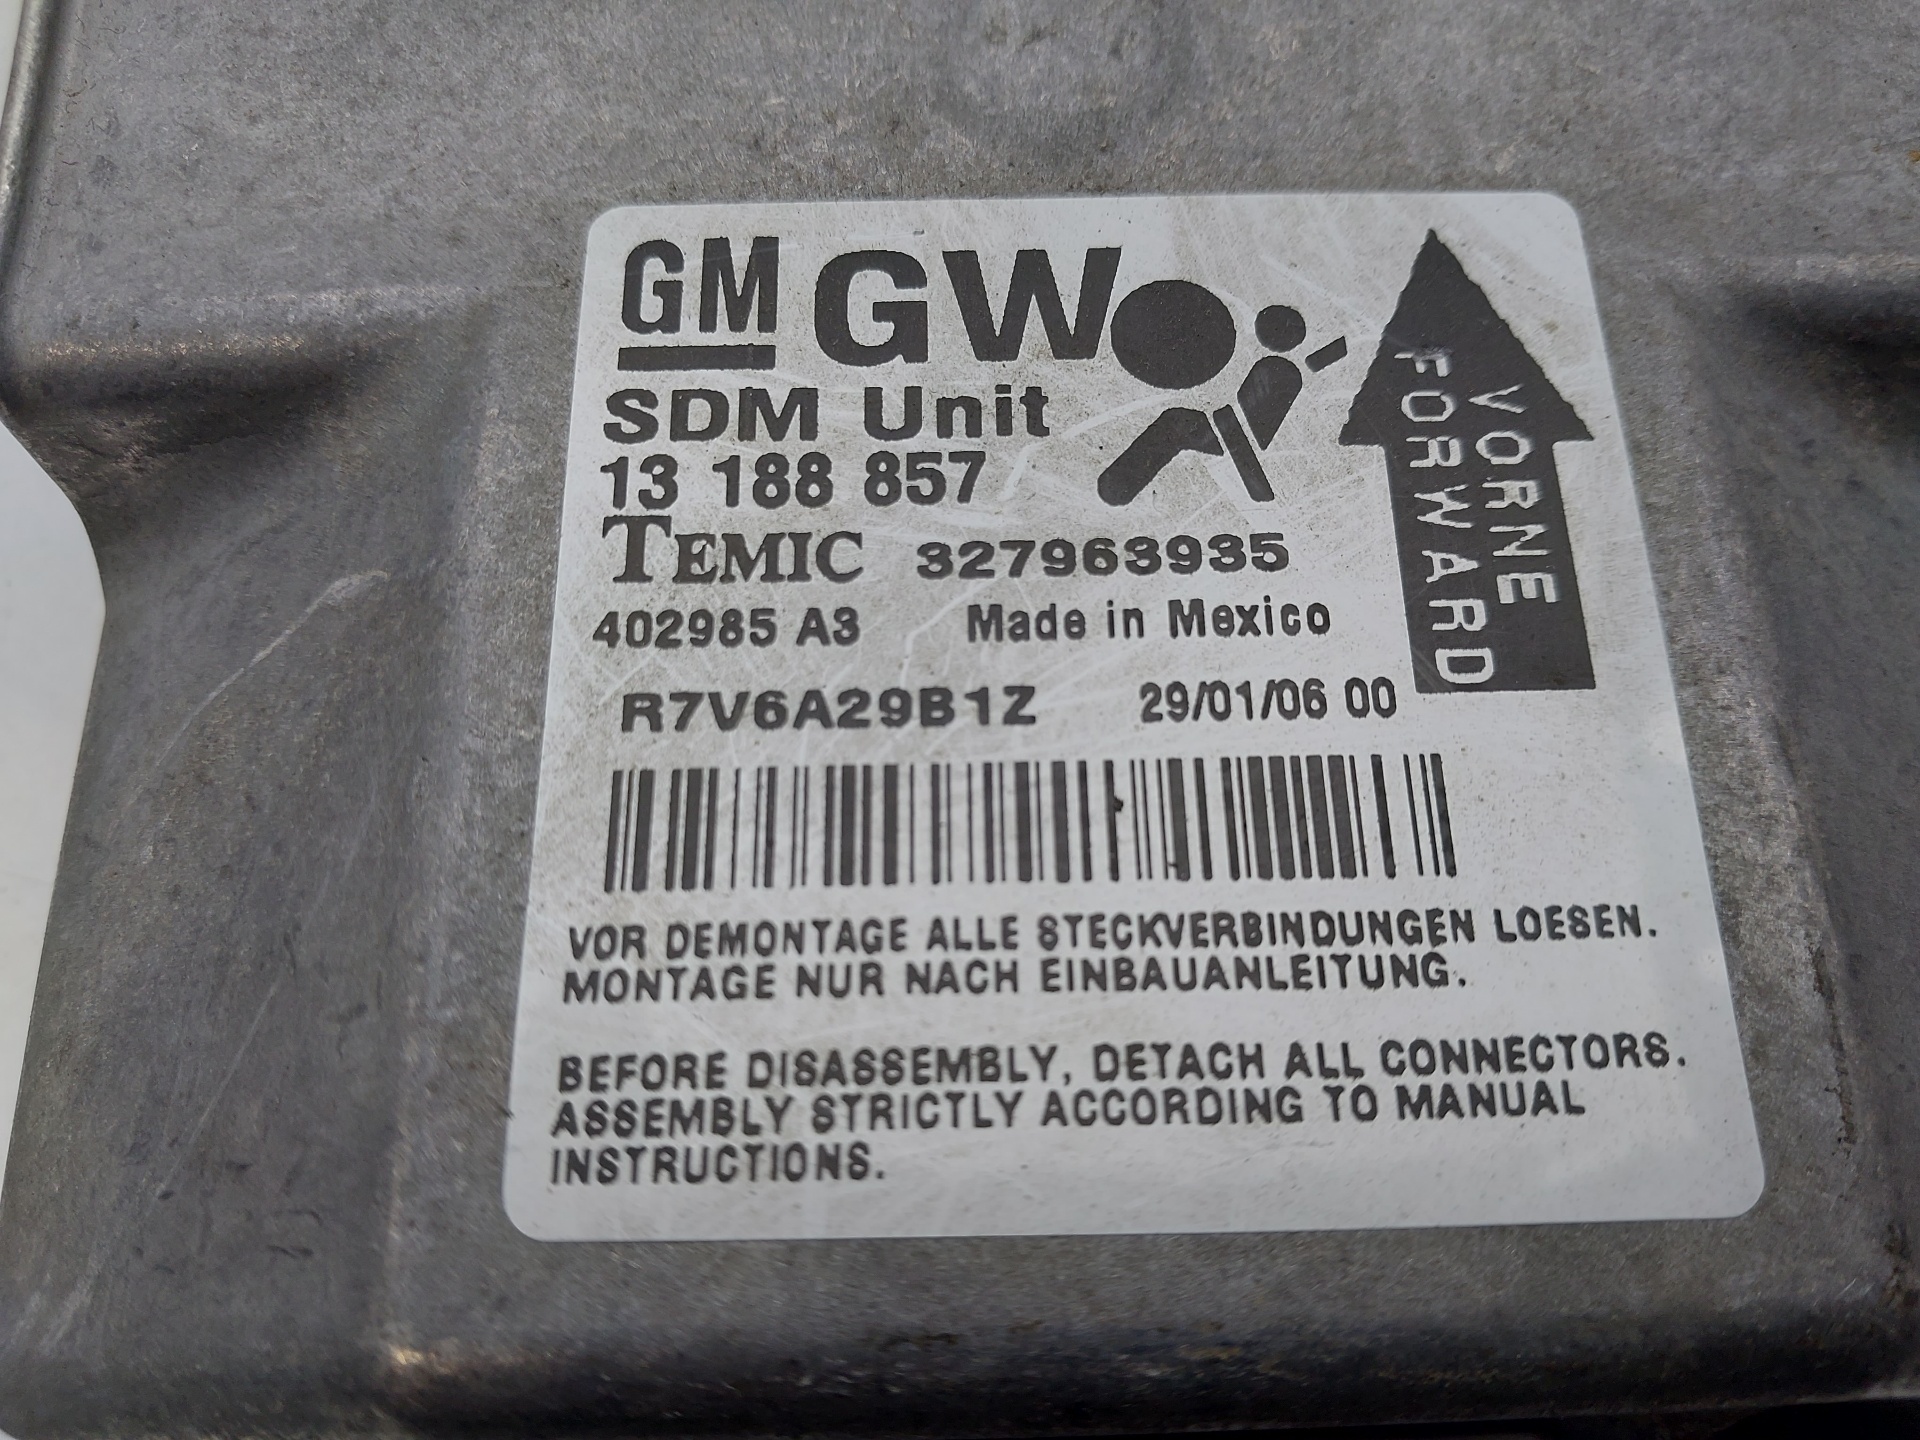 GM GW
SDM Unit
13 188 857
TEMIC 327963935
402985 A3 Made in Mexico
R7V6A29B1Z 29/01/06 00
VORNE
FORWARD
VOR DEMONTAGE ALLE STECKVERBINDUNGEN LOESEN.
MONTAGE NUR NACH EINBAUANLEITUNG.
BEFORE DISASSEMBLY, DETACH ALL CONNECTORS.
ASSEMBLY STRICTLY ACCORDING TO MANUAL
INSTRUCTIONS.